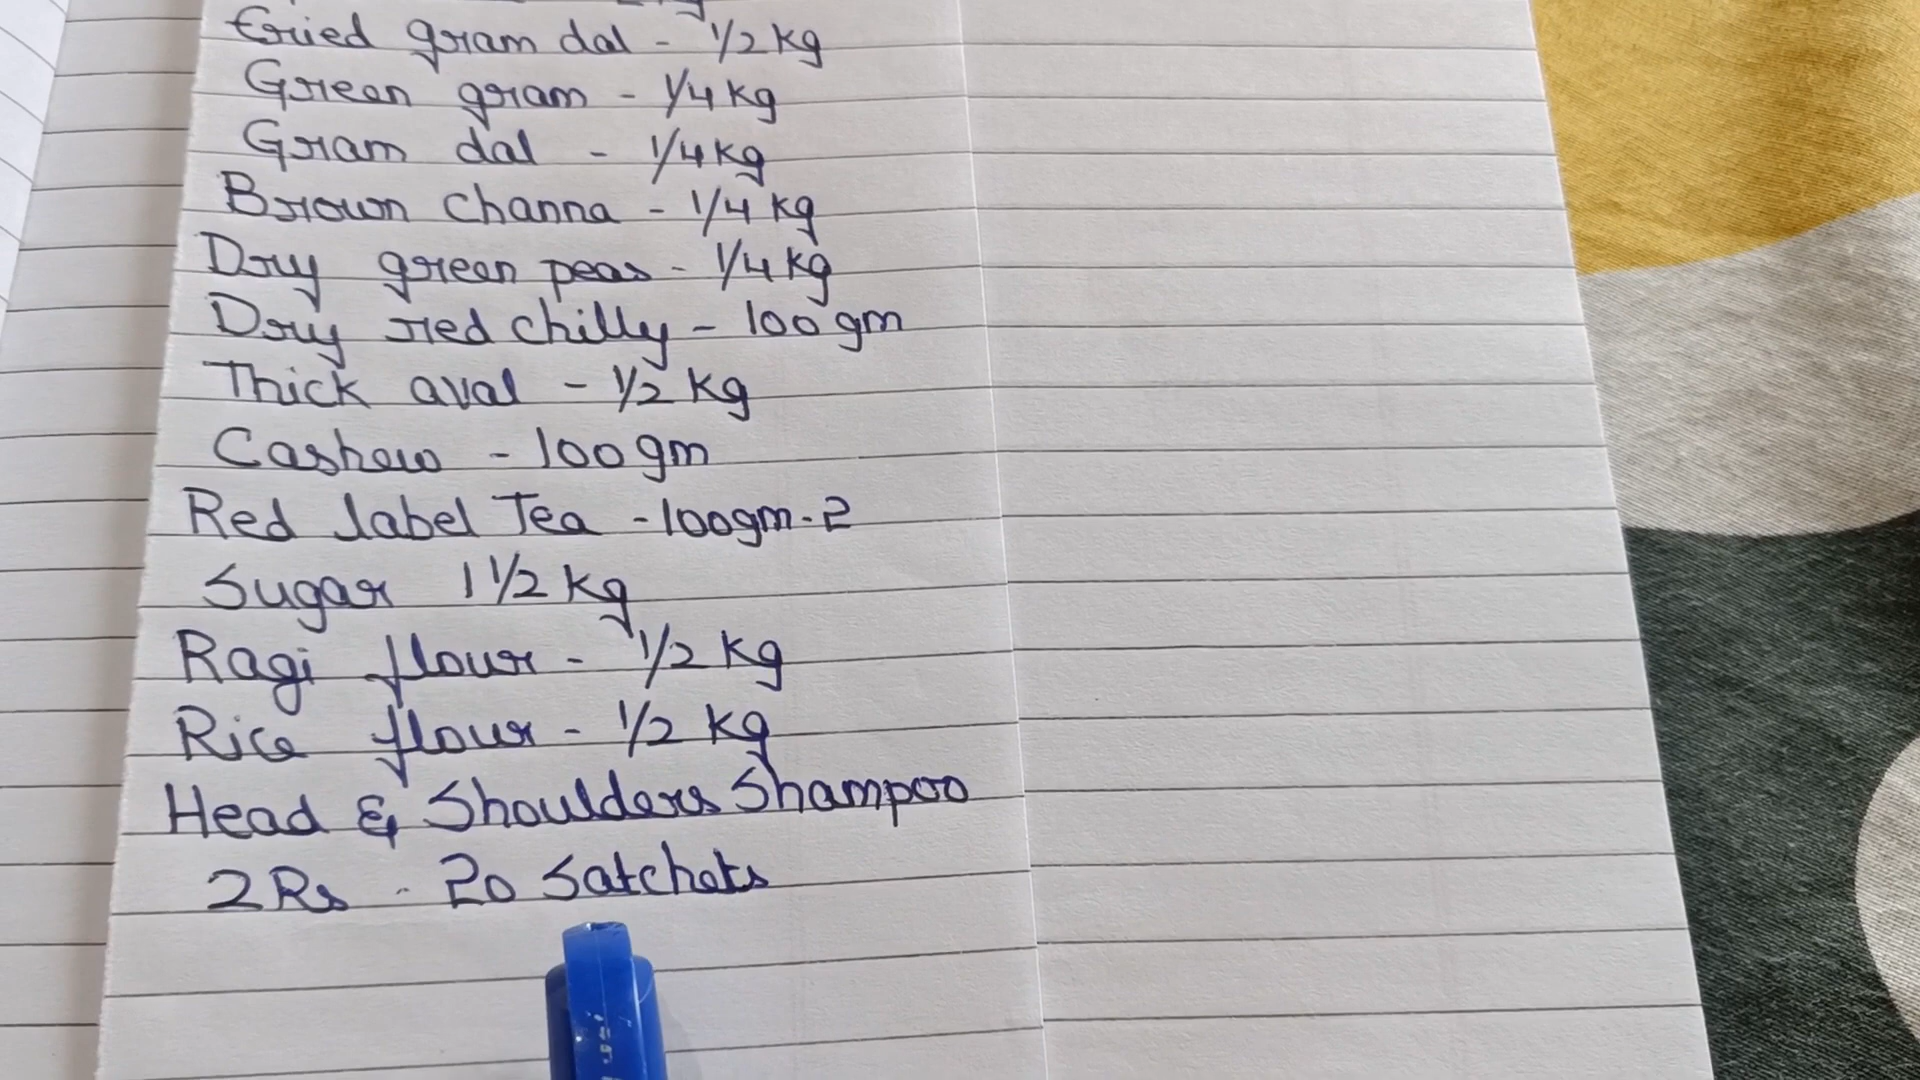 fried gram dal - 1/2 kg
Green gram - 1/4 kg
Gram dal - 1/4 kg
Brown channa - 1/4 kg
Dry green peas - 1/4 kg
Dry red chilly - 100 gm
Thick aval - 1/2 kg
Cashew - 100 gm
Red label Tea - 100gm - 2
Sugar 1 1/2 kg
Ragi flour - 1/2 kg
Rice flour - 1/2 kg
Head & Shoulders Shampoo
2 Rs - 20 Satchets